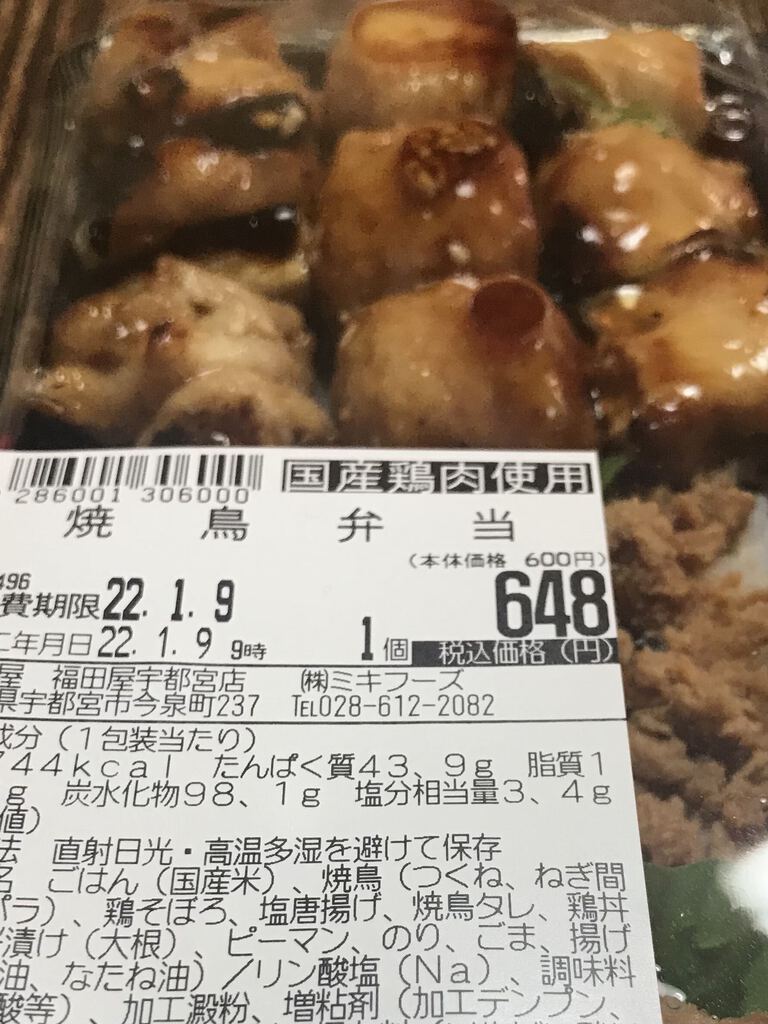 国産鶏肉使用
286001 306000
焼鳥弁当
(本体価格 600円)
496
費期限 22. 1. 9
648
工年月日 22. 1. 9 9時
1個
税込価格(円)
屋 福田屋宇都宮店 ㈱ミキフーズ
県宇都宮市今泉町237 TEL028-612-2082
成分(1包装当たり)
744kcal たんぱく質43、9g 脂質1
g 炭水化物98、1g 塩分相当量3、4g
値)
法 直射日光・高温多湿を避けて保存
名 ごはん(国産米)、焼鳥(つくね、ねぎ間
バラ)、鶏そぼろ、塩唐揚げ、焼鳥タレ、鶏丼
漬け(大根)、ピーマン、のり、ごま、揚げ
油、なたね油)/リン酸塩(Na)、調味料
酸等)、加工澱粉、増粘剤(加工デンプン、